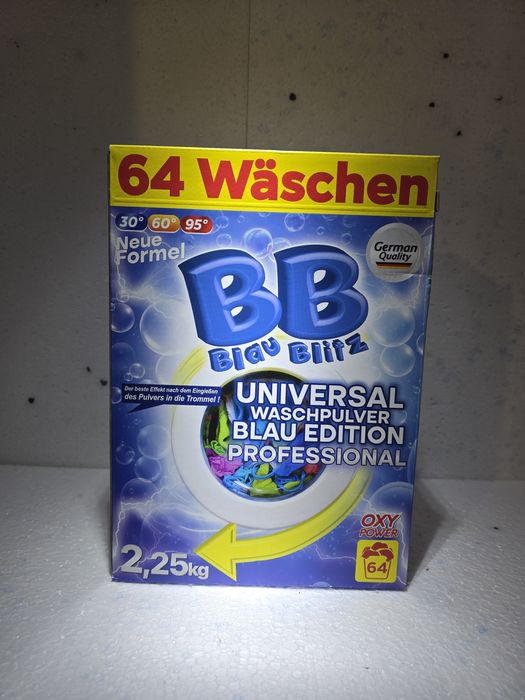 64 Wäschen
30° 60° 95°
Neue
Formel
German
Quality
BB
Blau Blitz
Der beste Effekt nach dem Eingießen
des Pulvers in die Trommel !
UNIVERSAL
WASCHPULVER
BLAU EDITION
PROFESSIONAL
OXY
POWER
64
2,25kg